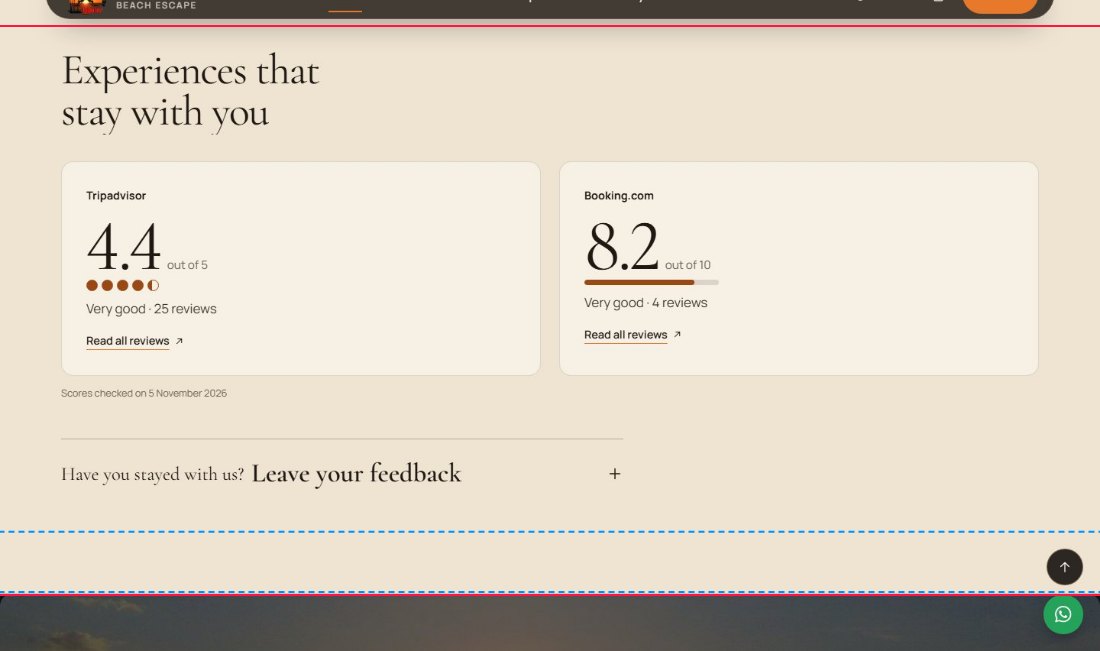 BEACH ESCAPE
Experiences that
stay with you
Tripadvisor
4.4 out of 5
Very good · 25 reviews
Read all reviews ↗
Booking.com
8.2 out of 10
Very good · 4 reviews
Read all reviews ↗
Scores checked on 5 November 2026
Have you stayed with us? Leave your feedback +